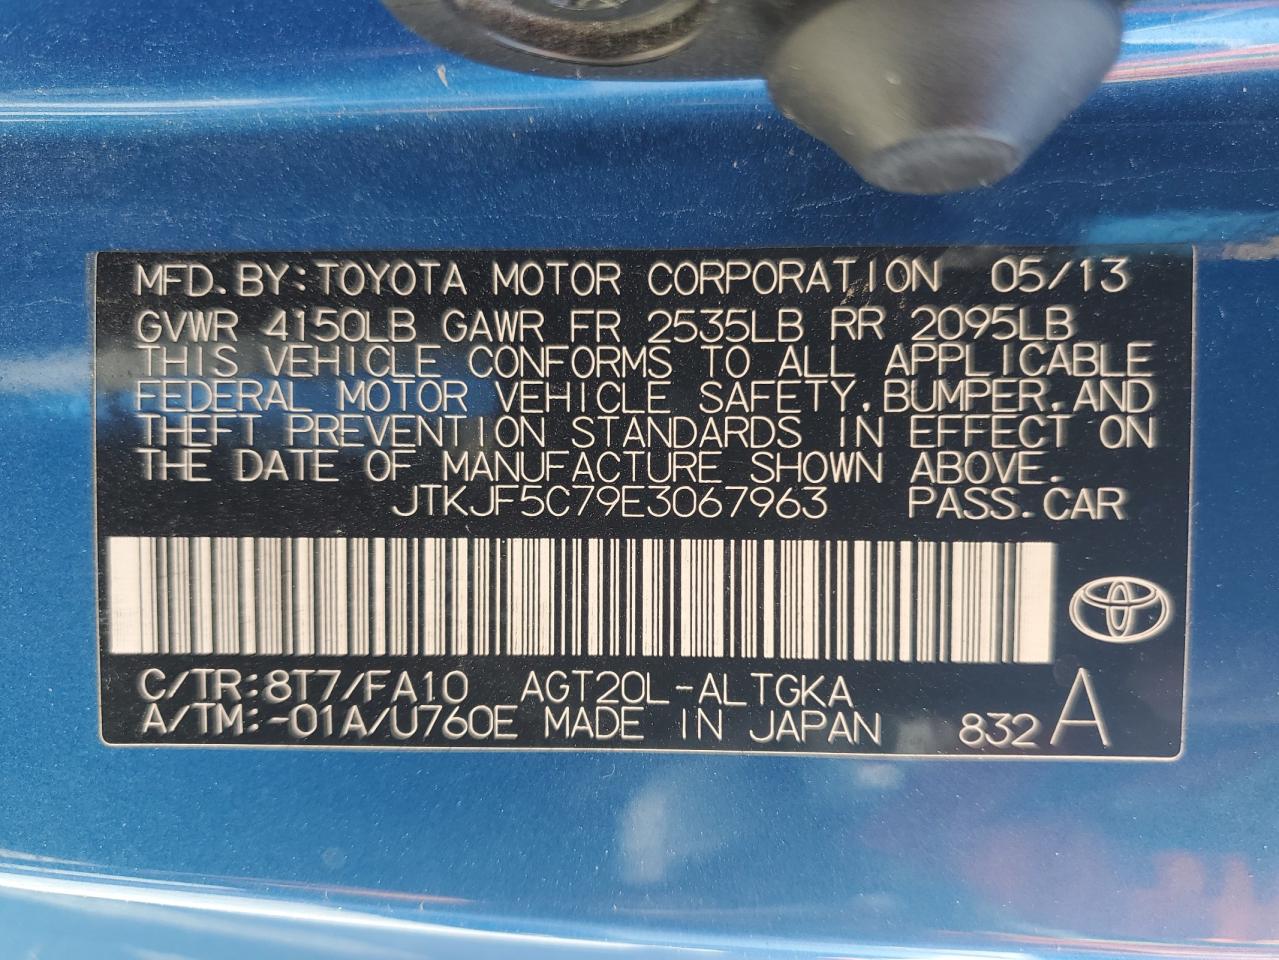 MFD.BY:TOYOTA MOTOR CORPORATION 05/13
GVWR 4150LB GAWR FR 2535LB RR 2095LB
THIS VEHICLE CONFORMS TO ALL APPLICABLE
FEDERAL MOTOR VEHICLE SAFETY,BUMPER,AND
THEFT PREVENTION STANDARDS IN EFFECT ON
THE DATE OF MANUFACTURE SHOWN ABOVE.
JTKJF5C79E3067963 PASS.CAR
C/TR:8T7/FA10 AGT20L-ALTGKA
A/TM:-01A/U760E MADE IN JAPAN 832 A